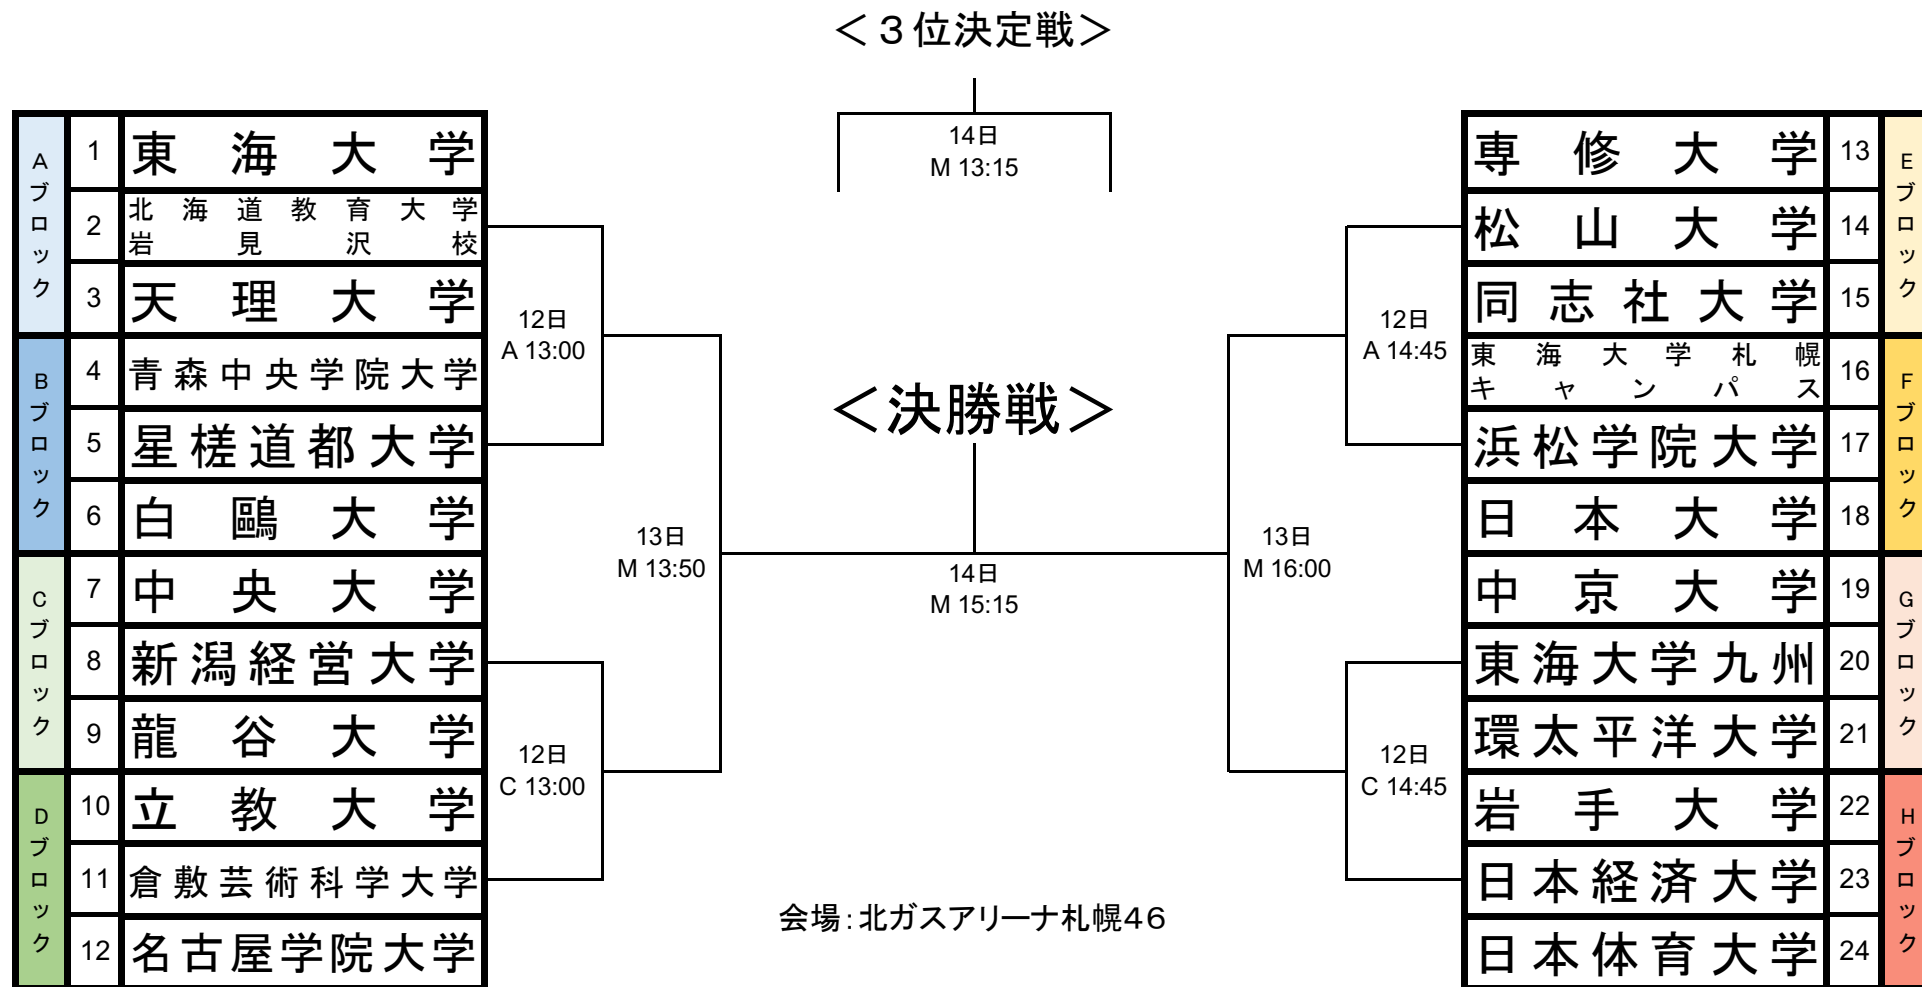 ＜３位決定戦＞
14日
M 13:15
Aブロック
1 東海大学
2 北海道教育大学
岩見沢校
3 天理大学
Bブロック
4 青森中央学院大学
5 星槎道都大学
6 白鷗大学
Cブロック
7 中央大学
8 新潟経営大学
9 龍谷大学
Dブロック
10 立教大学
11 倉敷芸術科学大学
12 名古屋学院大学
12日
A 13:00
12日
C 13:00
13日
M 13:50
＜決勝戦＞
14日
M 15:15
13日
M 16:00
12日
A 14:45
12日
C 14:45
専修大学 13
松山大学 14
同志社大学 15
Eブロック
東海大学札幌
キャンパス 16
浜松学院大学 17
日本大学 18
Fブロック
中京大学 19
東海大学九州 20
環太平洋大学 21
Gブロック
岩手大学 22
日本経済大学 23
日本体育大学 24
Hブロック
会場：北ガスアリーナ札幌４６